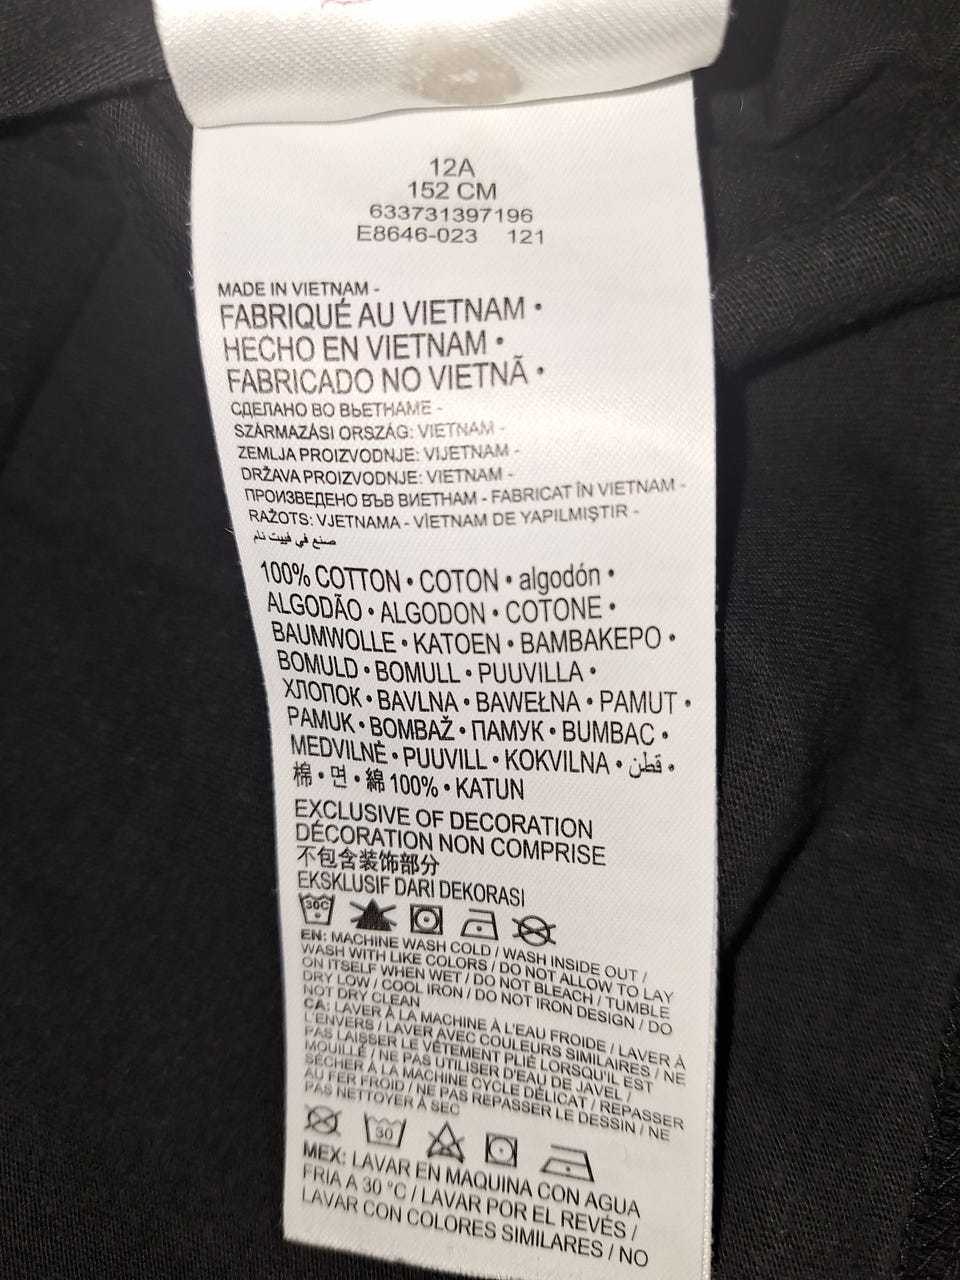 12A
152 CM
633731397196
E8646-023 121
MADE IN VIETNAM -
FABRIQUÉ AU VIETNAM •
HECHO EN VIETNAM •
FABRICADO NO VIETNÃ •
СДЕЛАНО ВО ВЬЕТНАМЕ -
SZÁRMAZÁSI ORSZÁG: VIETNAM -
ZEMLJA PROIZVODNJE: VIJETNAM -
DRŽAVA PROIZVODNJE: VIETNAM -
ПРОИЗВЕДЕНО ВЪВ ВИЕТНАМ - FABRICAT ÎN VIETNAM -
RAŽOTS: VJETNAMA - VİETNAM DE YAPILMIŞTIR -
صنع في فييت نام
100% COTTON • COTON • algodón •
ALGODÃO • ALGODON • COTONE •
BAUMWOLLE • KATOEN • BAMBAKEPO •
BOMULD • BOMULL • PUUVILLA •
ХЛОПОК • BAVLNA • BAWEŁNA • PAMUT •
PAMUK • BOMBAŽ • ПАМУК • BUMBAC •
MEDVILNĖ • PUUVILL • KOKVILNA • قطن •
棉 • 면 • 綿 100% • KATUN
EXCLUSIVE OF DECORATION
DÉCORATION NON COMPRISE
不包含装饰部分
EKSKLUSIF DARI DEKORASI
30C
EN: MACHINE WASH COLD / WASH INSIDE OUT /
WASH WITH LIKE COLORS / DO NOT ALLOW TO LAY
ON ITSELF WHEN WET / DO NOT BLEACH / TUMBLE
DRY LOW / COOL IRON / DO NOT IRON DESIGN / DO
NOT DRY CLEAN
CA: LAVER À LA MACHINE À L'EAU FROIDE / LAVER À
L'ENVERS / LAVER AVEC COULEURS SIMILAIRES / NE
PAS LAISSER LE VÊTEMENT PLIÉ LORSQU'IL EST
MOUILLÉ / NE PAS UTILISER D'EAU DE JAVEL /
SÉCHER À LA MACHINE CYCLE DÉLICAT / REPASSER
AU FER FROID / NE PAS REPASSER LE DESSIN / NE
PAS NETTOYER À SEC
30
MEX: LAVAR EN MAQUINA CON AGUA
FRIA A 30 °C / LAVAR POR EL REVÉS /
LAVAR CON COLORES SIMILARES / NO